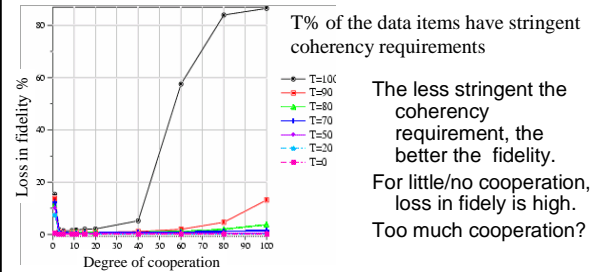 T% of the data items have stringent
coherency requirements
80
60
40
20
0
0 10 20 30 40 50 60 70 80 90 100
Loss in fidelity %
Degree of cooperation
T=100
T=90
T=80
T=70
T=50
T=20
T=0
The less stringent the
coherency
requirement, the
better the fidelity.
For little/no cooperation,
loss in fidely is high.
Too much cooperation?